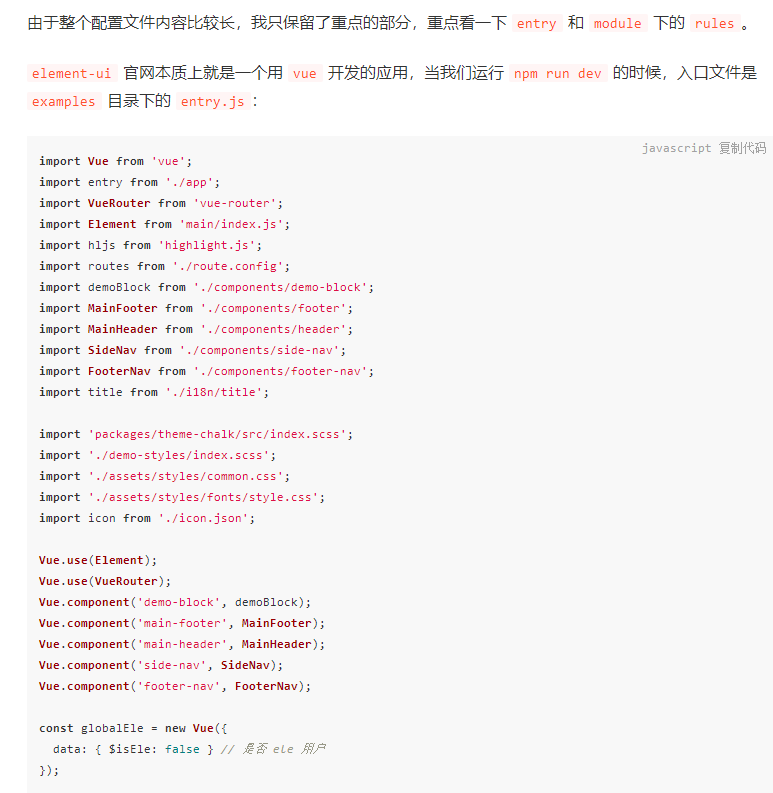 由于整个配置文件内容比较长，我只保留了重点的部分，重点看一下 entry 和 module 下的 rules 。
element-ui 官网本质上就是一个用 vue 开发的应用，当我们运行 npm run dev 的时候，入口文件是
examples 目录下的 entry.js ：
javascript 复制代码
import Vue from 'vue';
import entry from './app';
import VueRouter from 'vue-router';
import Element from 'main/index.js';
import hljs from 'highlight.js';
import routes from './route.config';
import demoBlock from './components/demo-block';
import MainFooter from './components/footer';
import MainHeader from './components/header';
import SideNav from './components/side-nav';
import FooterNav from './components/footer-nav';
import title from './i18n/title';
import 'packages/theme-chalk/src/index.scss';
import './demo-styles/index.scss';
import './assets/styles/common.css';
import './assets/styles/fonts/style.css';
import icon from './icon.json';
Vue.use(Element);
Vue.use(VueRouter);
Vue.component('demo-block', demoBlock);
Vue.component('main-footer', MainFooter);
Vue.component('main-header', MainHeader);
Vue.component('side-nav', SideNav);
Vue.component('footer-nav', FooterNav);
const globalEle = new Vue({
  data: { $isEle: false } // 是否 ele 用户
});